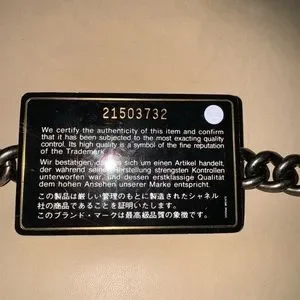 21503732
We certify the authenticity of this item and confirm
that it has been subjected to the most exacting quality
control. Its high quality is a symbol of the fine reputation
of the Trademark
Wir bestätigen, sich um einen Artikel handelt,
der während seiner Herstellung strengsten Kontrollen
unterworfen war, und dessen erstklassige Qualität
dem hohen Ansehen unserer Marke entspricht.
この製品は厳しい管理のもとに製造されたシャネル
社の商品であることを証明いたします。
このブランド・マークは最高級品質の象徴です。